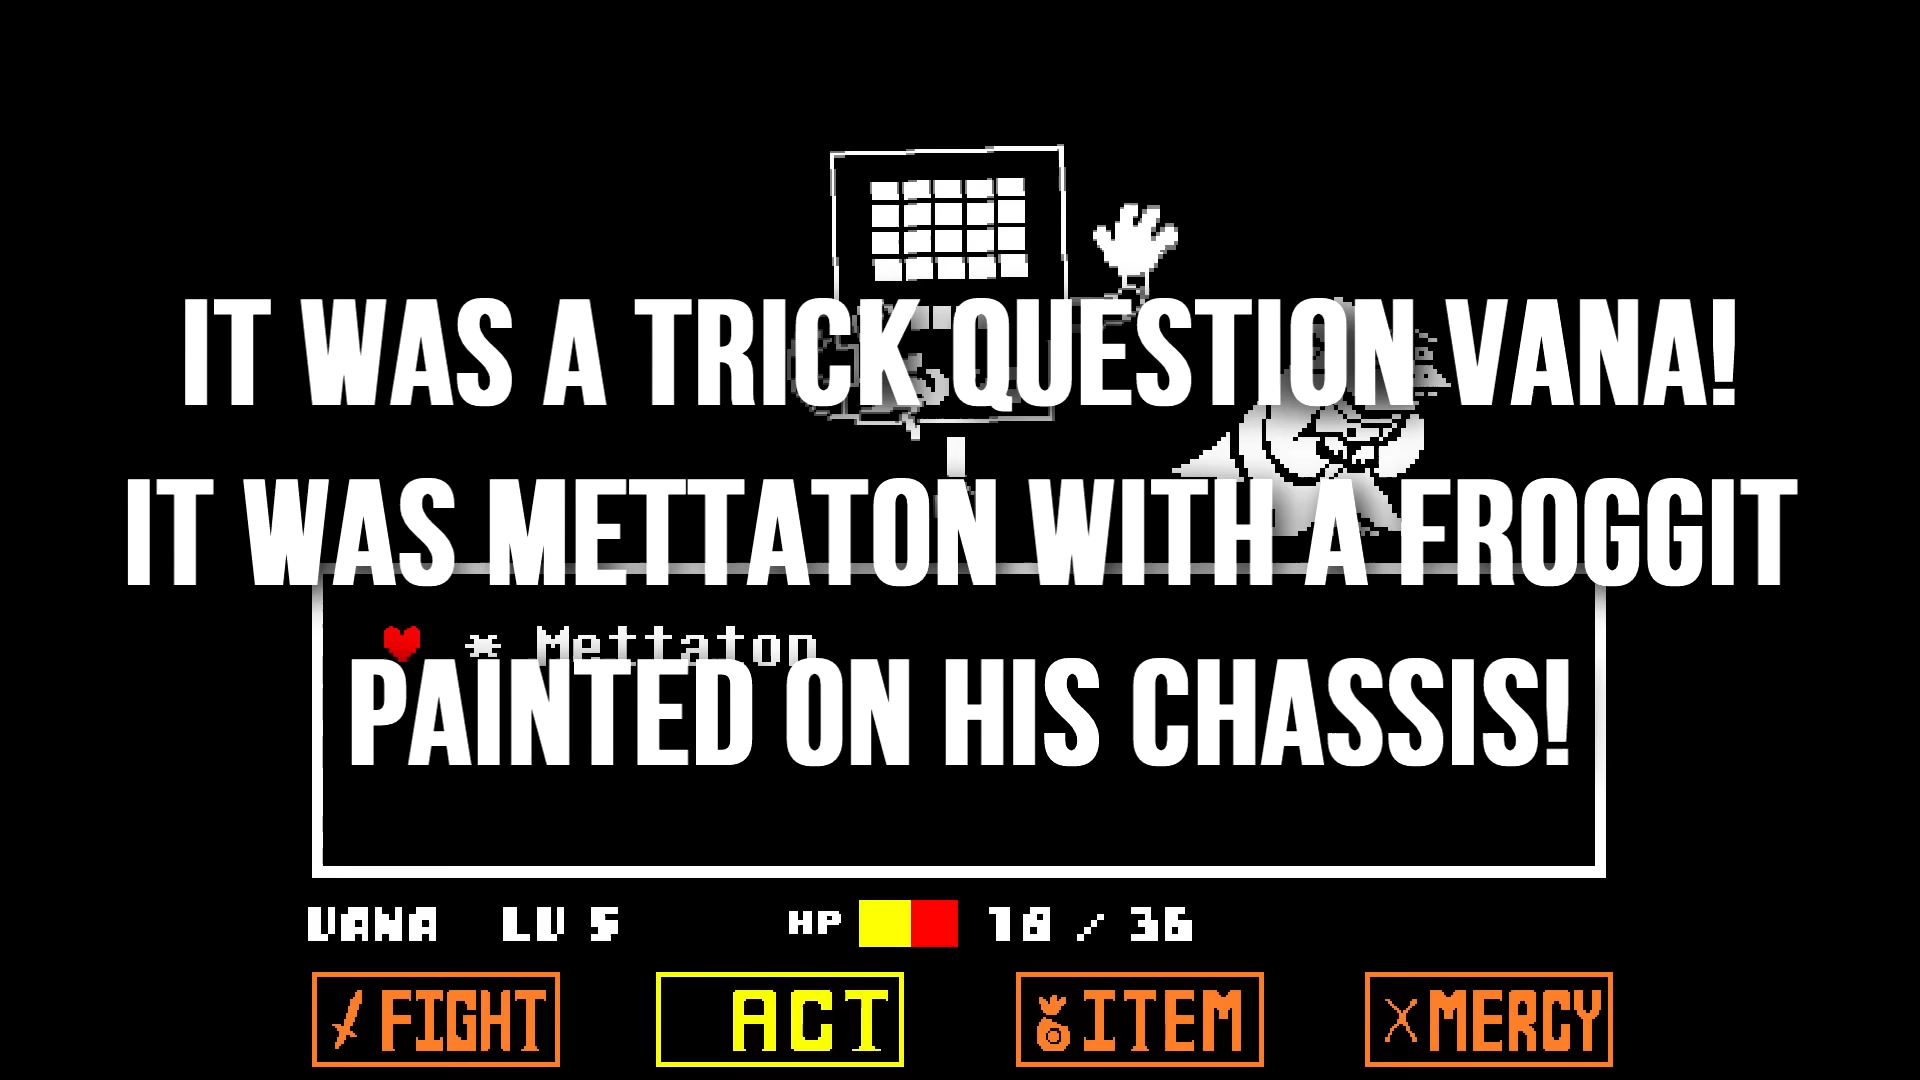 IT WAS A TRICK QUESTION VANA!
IT WAS METTATON WITH A FROGGIT
* Mettaton
PAINTED ON HIS CHASSIS!
VANA LV 5 HP 18 / 36
FIGHT ACT ITEM MERCY